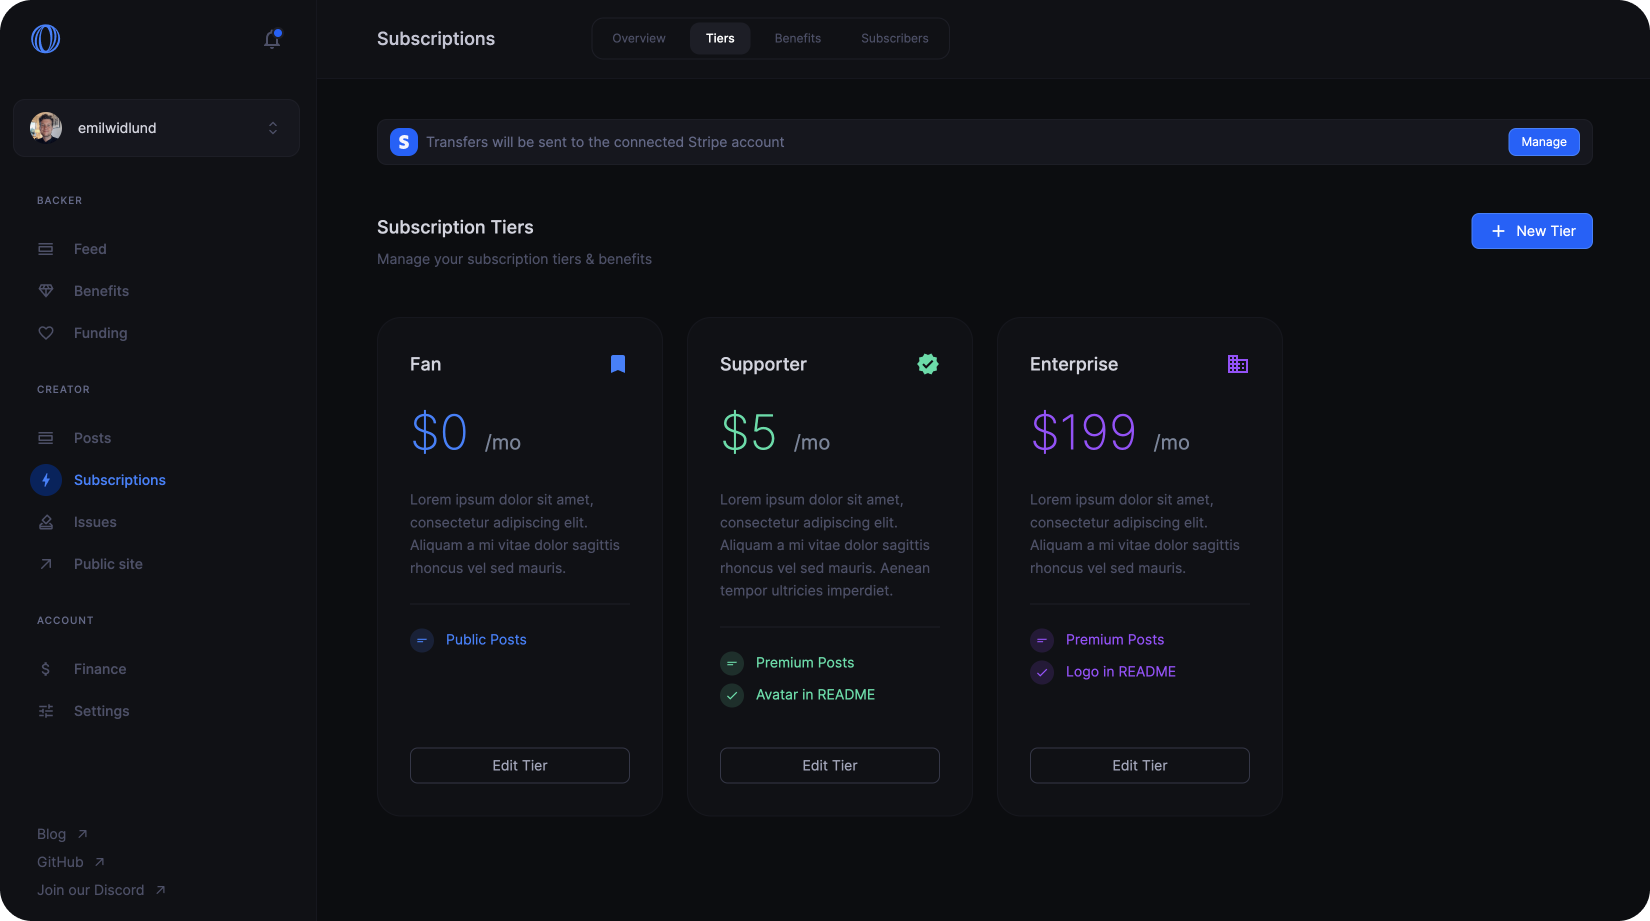 emilwidlund
BACKER
Feed
Benefits
Funding
CREATOR
Posts
Subscriptions
Issues
Public site
ACCOUNT
$ Finance
Settings
Blog
GitHub
Join our Discord
Subscriptions
Overview
Tiers
Benefits
Subscribers
S Transfers will be sent to the connected Stripe account
Manage
Subscription Tiers
Manage your subscription tiers & benefits
+ New Tier
Fan
$0 /mo
Lorem ipsum dolor sit amet,
consectetur adipiscing elit.
Aliquam a mi vitae dolor sagittis
rhoncus vel sed mauris.
Public Posts
Edit Tier
Supporter
$5 /mo
Lorem ipsum dolor sit amet,
consectetur adipiscing elit.
Aliquam a mi vitae dolor sagittis
rhoncus vel sed mauris. Aenean
tempor ultricies imperdiet.
Premium Posts
Avatar in README
Edit Tier
Enterprise
$199 /mo
Lorem ipsum dolor sit amet,
consectetur adipiscing elit.
Aliquam a mi vitae dolor sagittis
rhoncus vel sed mauris.
Premium Posts
Logo in README
Edit Tier